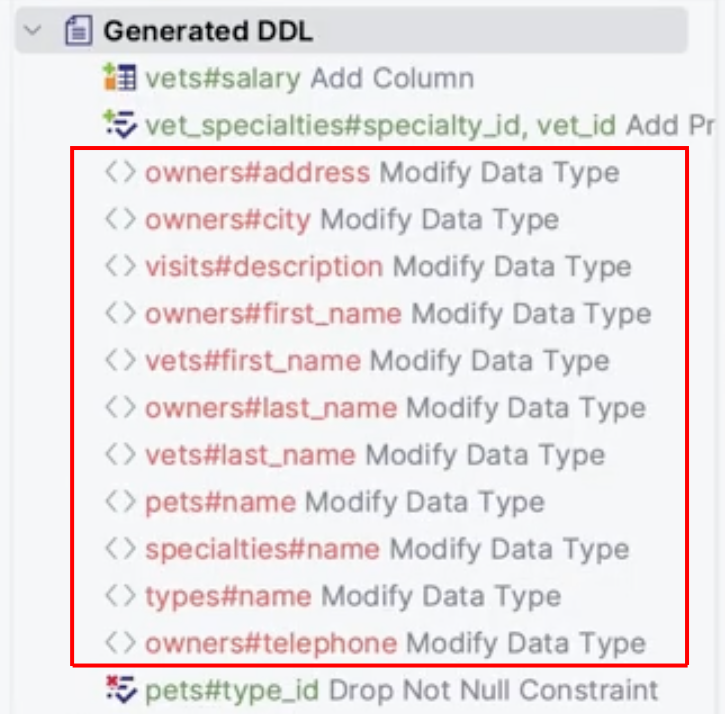 Generated DDL
vets#salary Add Column
vet_specialties#specialty_id, vet_id Add Pr
<> owners#address Modify Data Type
<> owners#city Modify Data Type
<> visits#description Modify Data Type
<> owners#first_name Modify Data Type
<> vets#first_name Modify Data Type
<> owners#last_name Modify Data Type
<> vets#last_name Modify Data Type
<> pets#name Modify Data Type
<> specialties#name Modify Data Type
<> types#name Modify Data Type
<> owners#telephone Modify Data Type
pets#type_id Drop Not Null Constraint